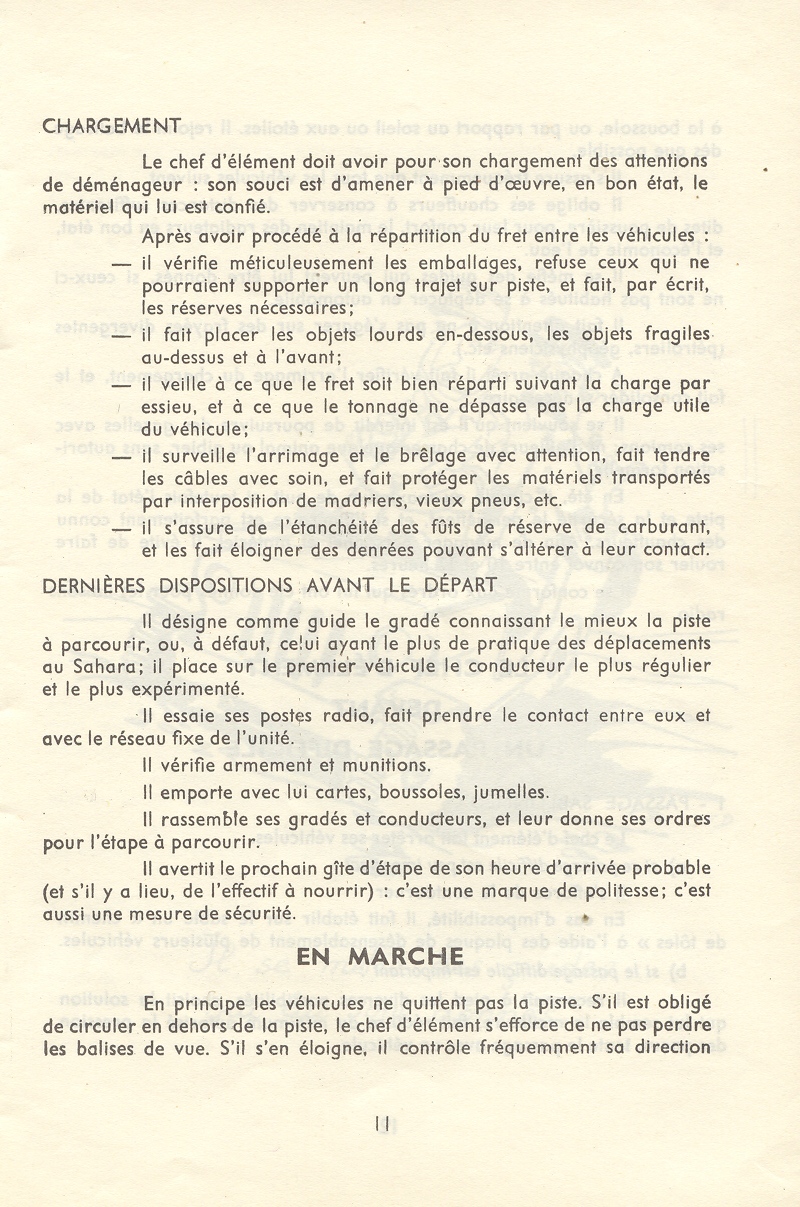 CHARGEMENT
Le chef d'élément doit avoir pour son chargement des attentions
de déménageur : son souci est d'amener à pied d'œuvre, en bon état, le
matériel qui lui est confié.
Après avoir procédé à la répartition du fret entre les véhicules :
— il vérifie méticuleusement les emballages, refuse ceux qui ne
pourraient supporter un long trajet sur piste, et fait, par écrit,
les réserves nécessaires;
— il fait placer les objets lourds en-dessous, les objets fragiles
au-dessus et à l'avant;
— il veille à ce que le fret soit bien réparti suivant la charge par
essieu, et à ce que le tonnage ne dépasse pas la charge utile
du véhicule;
— il surveille l'arrimage et le brêlage avec attention, fait tendre
les câbles avec soin, et fait protéger les matériels transportés
par interposition de madriers, vieux pneus, etc.
— il s'assure de l'étanchéité des fûts de réserve de carburant,
et les fait éloigner des denrées pouvant s'altérer à leur contact.
DERNIÈRES DISPOSITIONS AVANT LE DÉPART
Il désigne comme guide le gradé connaissant le mieux la piste
à parcourir, ou, à défaut, celui ayant le plus de pratique des déplacements
au Sahara; il place sur le premier véhicule le conducteur le plus régulier
et le plus expérimenté.
Il essaie ses postes radio, fait prendre le contact entre eux et
avec le réseau fixe de l'unité.
Il vérifie armement et munitions.
Il emporte avec lui cartes, boussoles, jumelles.
Il rassemble ses gradés et conducteurs, et leur donne ses ordres
pour l'étape à parcourir.
Il avertit le prochain gîte d'étape de son heure d'arrivée probable
(et s'il y a lieu, de l'effectif à nourrir) : c'est une marque de politesse; c'est
aussi une mesure de sécurité.
EN MARCHE
En principe les véhicules ne quittent pas la piste. S'il est obligé
de circuler en dehors de la piste, le chef d'élément s'efforce de ne pas perdre
les balises de vue. S'il s'en éloigne, il contrôle fréquemment sa direction
11